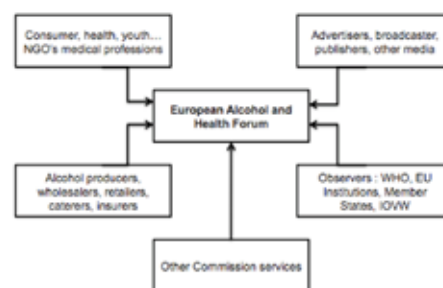 Consumer, health, youth...
NGO's medical professions
Advertisers, broadcaster,
publishers, other media
European Alcohol and
Health Forum
Alcohol producers,
wholesalers, retailers,
caterers, insurers
Observers : WHO, EU
Institutions, Member
States, IOVW
Other Commission services